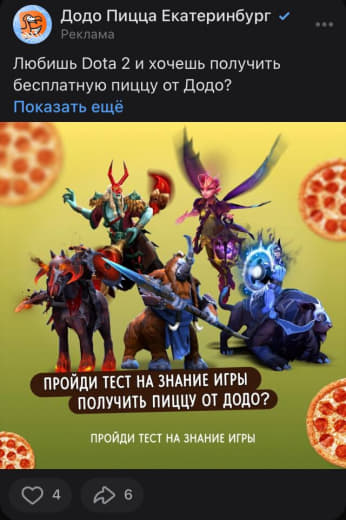 Додо Пицца Екатеринбург
Реклама
Любишь Dota 2 и хочешь получить
бесплатную пиццу от Додо?
Показать ещё
ПРОЙДИ ТЕСТ НА ЗНАНИЕ ИГРЫ
ПОЛУЧИТЬ ПИЦЦУ ОТ ДОДО?
ПРОЙДИ ТЕСТ НА ЗНАНИЕ ИГРЫ
4
6